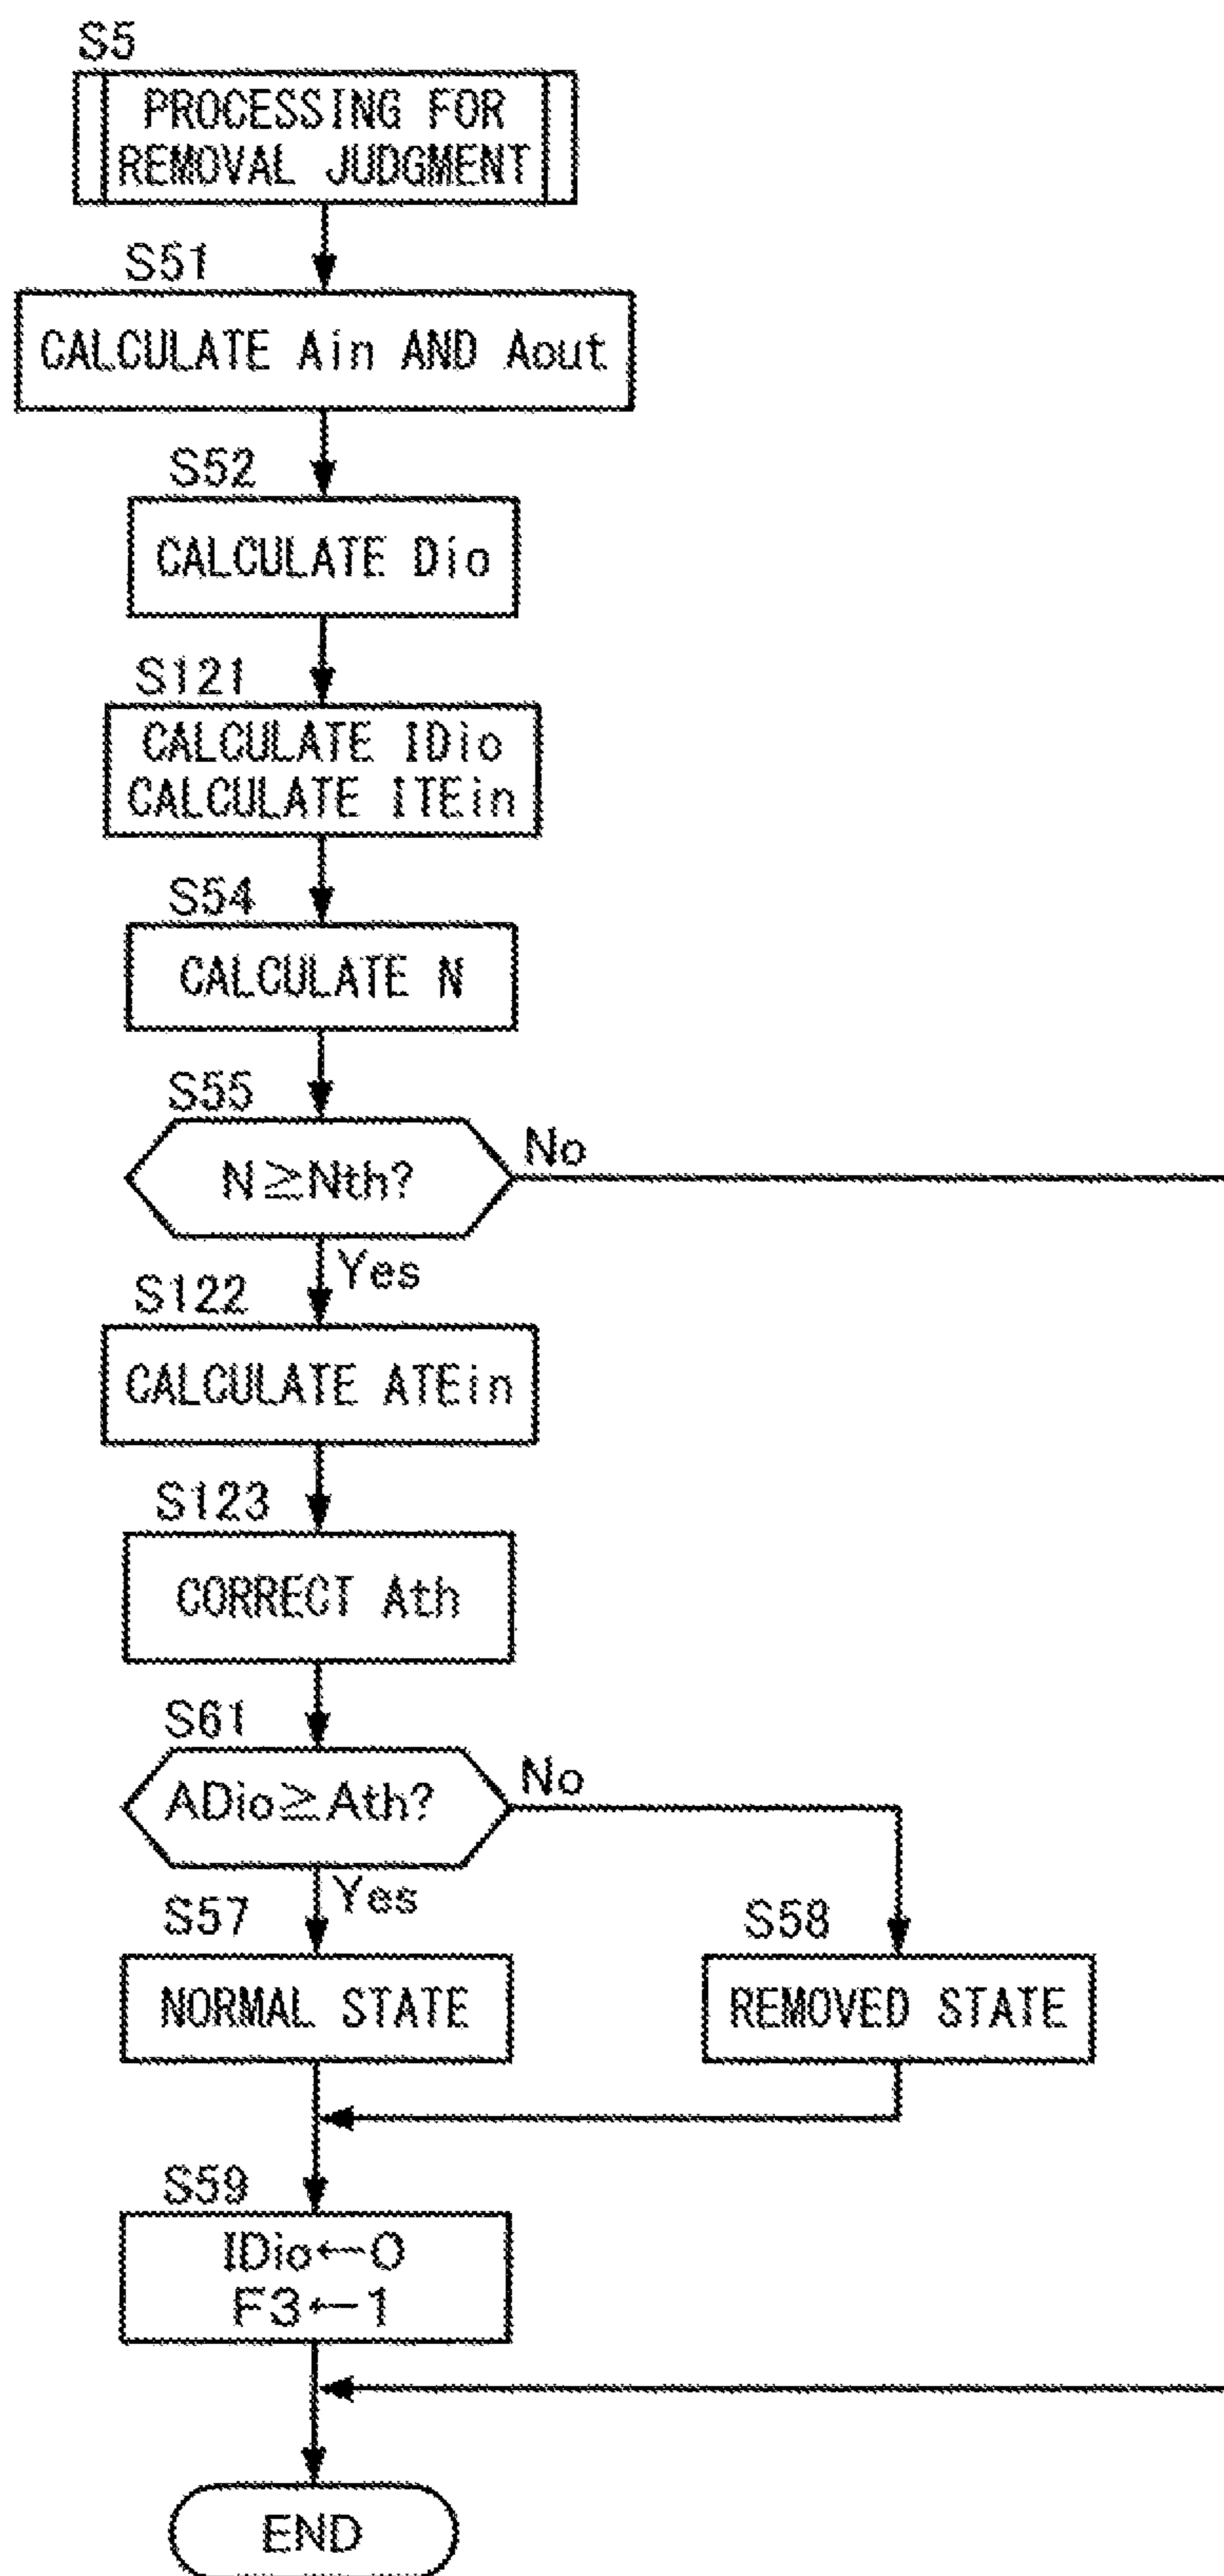 S5
PROCESSING FOR
REMOVAL JUDGMENT
S51
CALCULATE Ain AND Aout
S52
CALCULATE Dio
S121
CALCULATE IDio
CALCULATE ITEin
S54
CALCULATE N
S55
N≧Nth?
No
Yes
S122
CALCULATE ATEin
S123
CORRECT Ath
S61
ADio≧Ath?
No
Yes
S57
NORMAL STATE
S58
REMOVED STATE
S59
IDio←0
F3←1
END